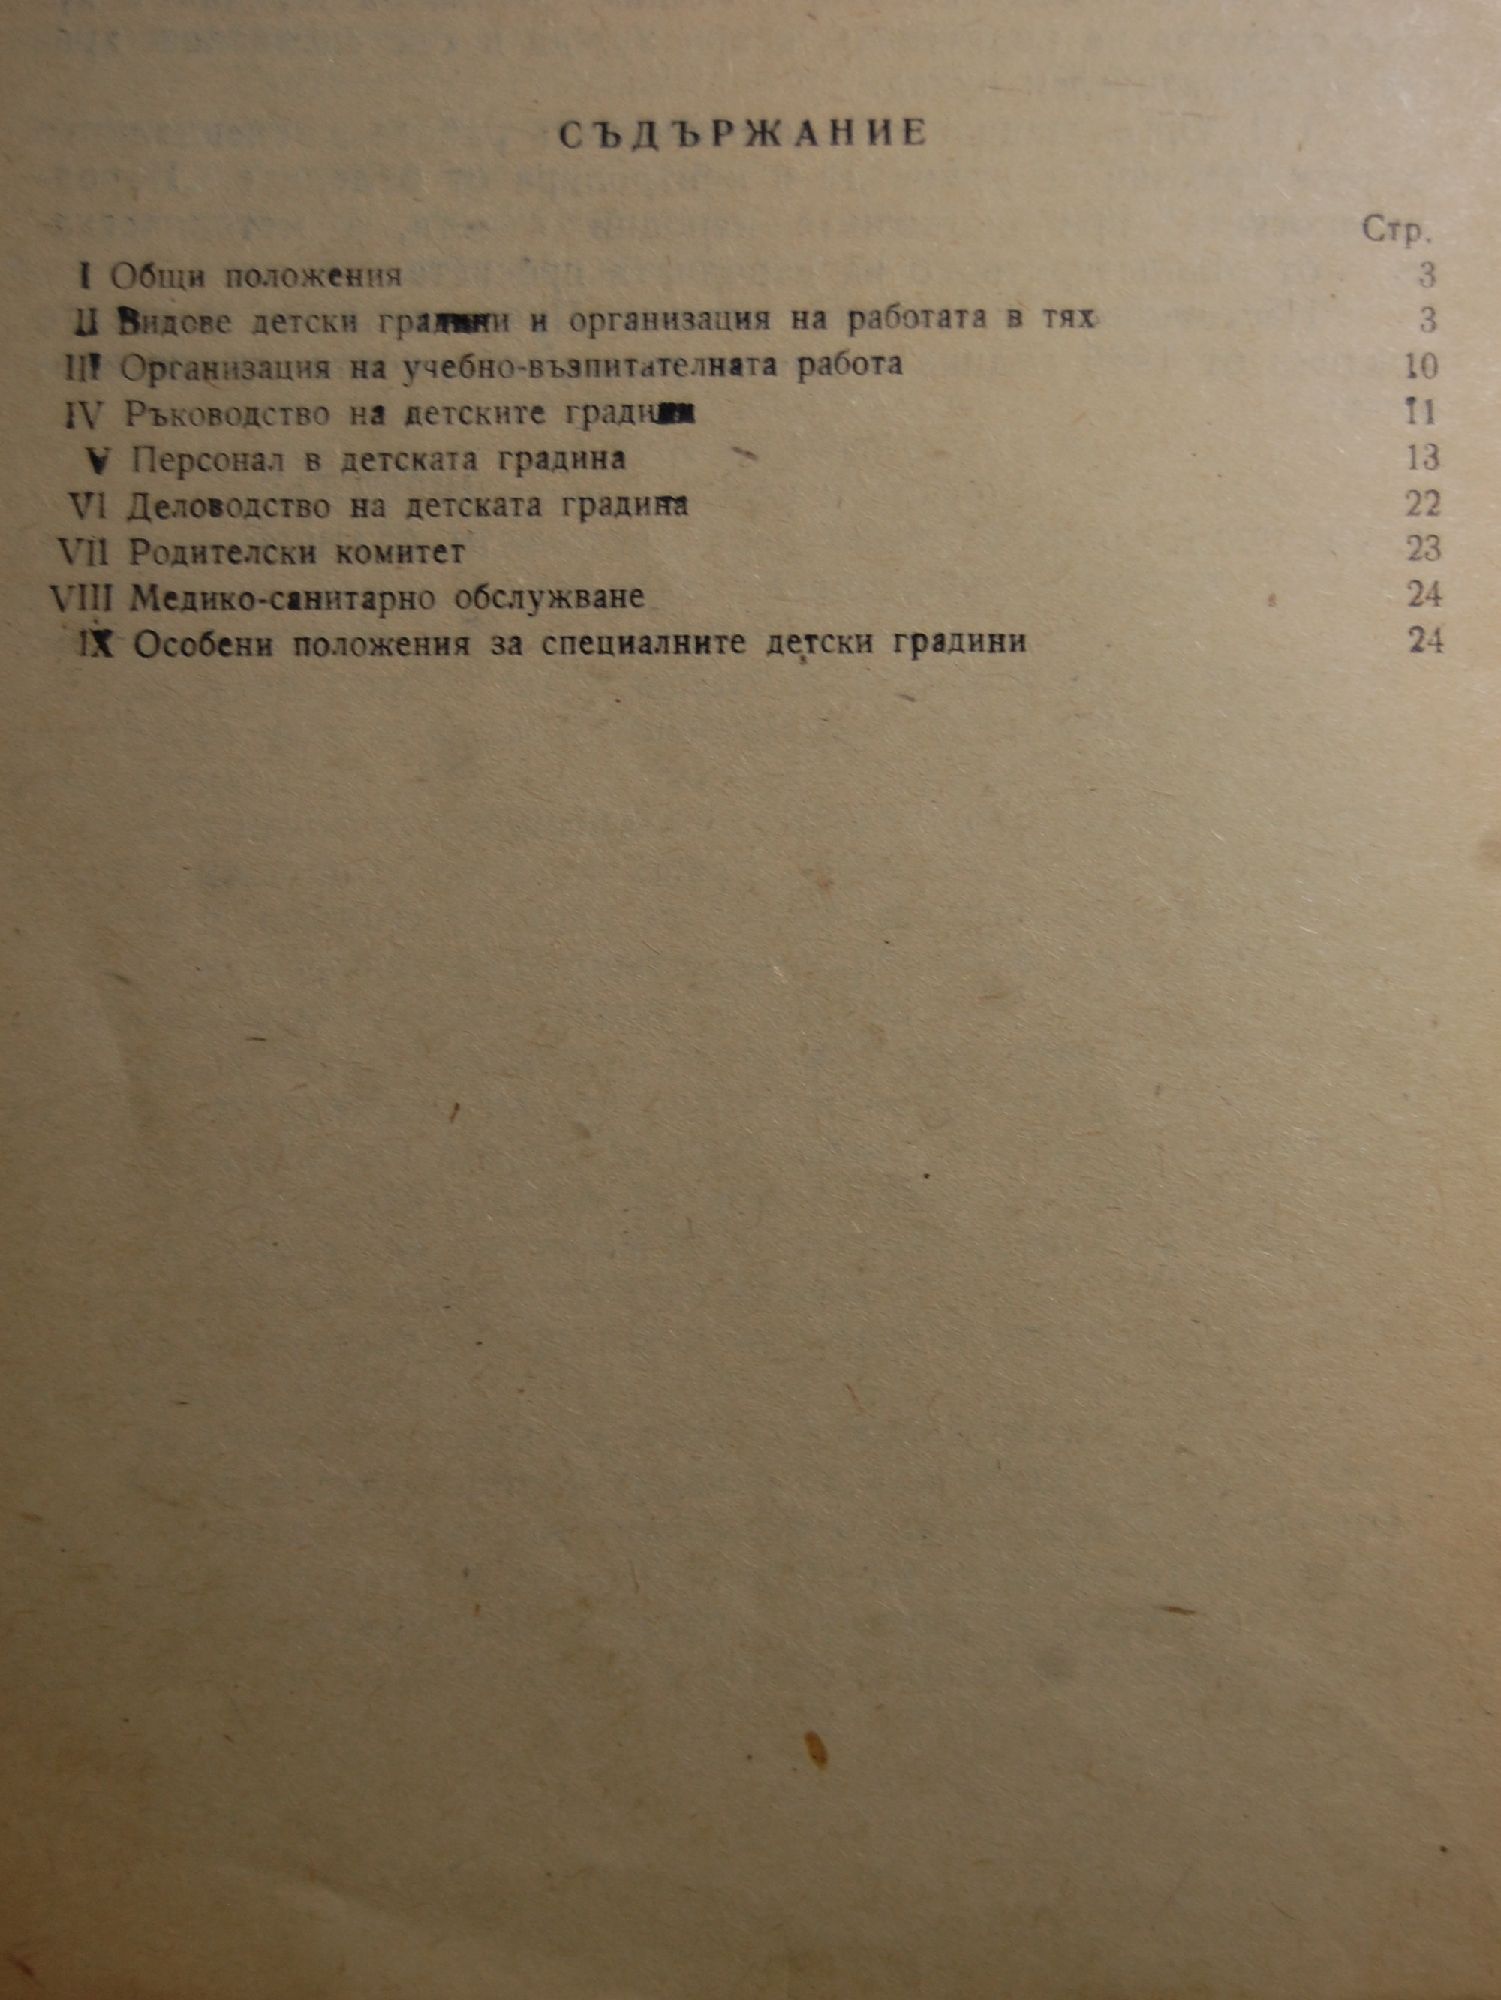 СЪДЪРЖАНИЕ
Стр.
I Общи положения 3
II Видове детски градини и организация на работата в тях 3
III Организация на учебно-възпитателната работа 10
IV Ръководство на детските градини 11
V Персонал в детската градина 13
VI Деловодство на детската градина 22
VII Родителски комитет 23
VIII Медико-санитарно обслужване 24
IX Особени положения за специалните детски градини 24